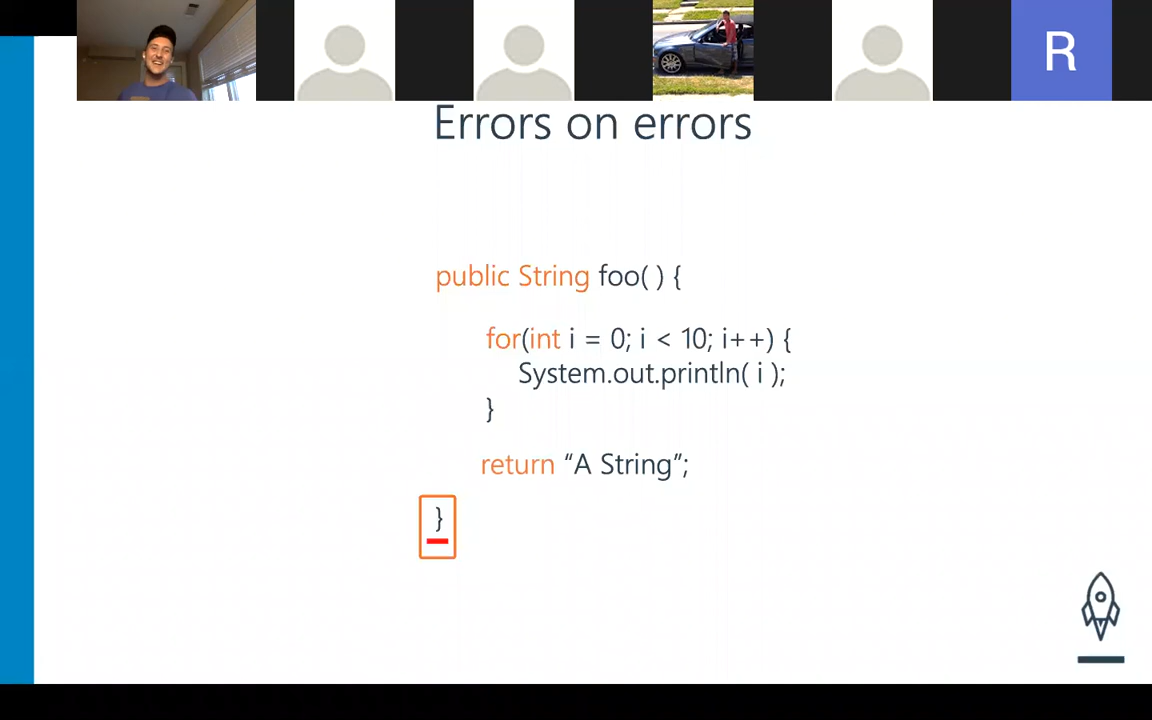 R
Errors on errors
public String foo( ) {
for(int i = 0; i < 10; i++) {
System.out.println( i );
}
return “A String”;
}